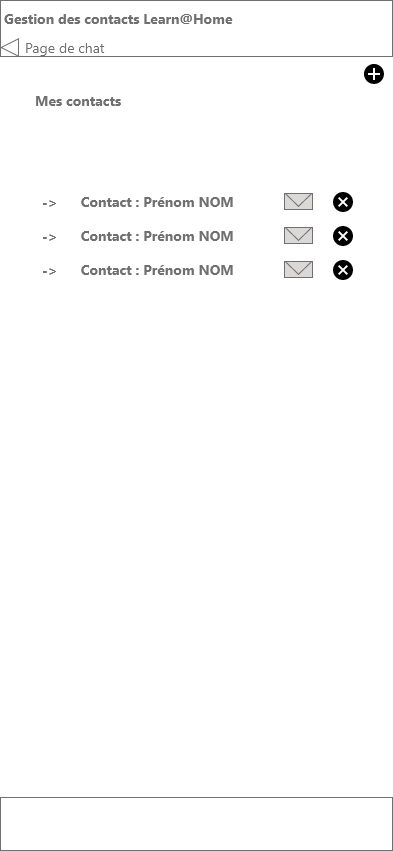 Gestion des contacts Learn@Home
Page de chat
Mes contacts
-> Contact : Prénom NOM
-> Contact : Prénom NOM
-> Contact : Prénom NOM